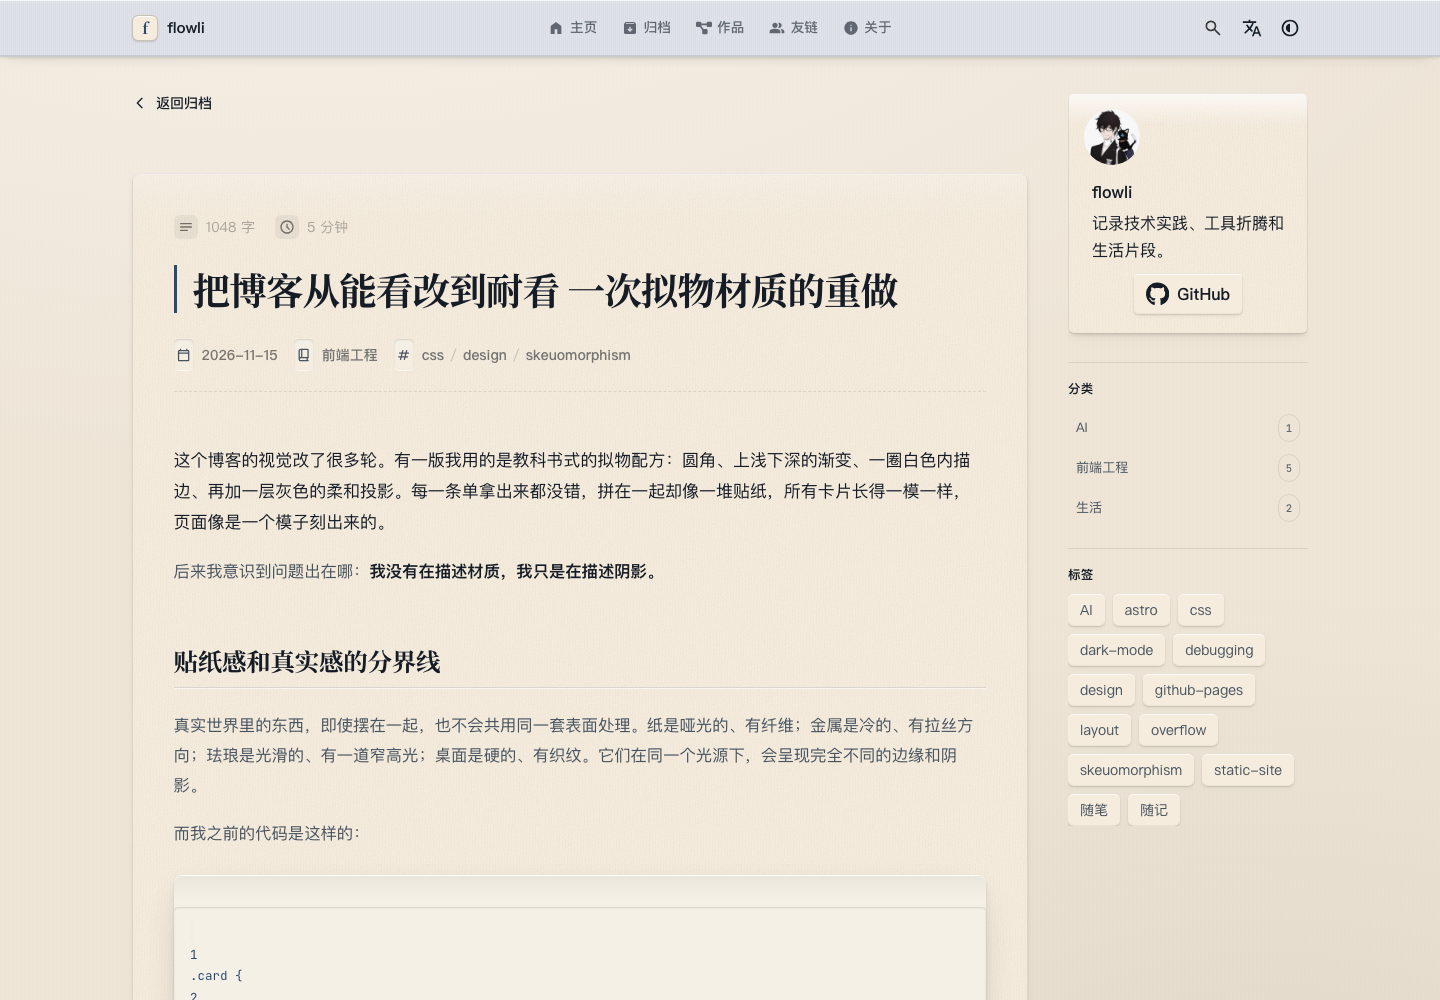 f flowli
主页 归档 作品 友链 关于
返回归档
1048 字 5 分钟
把博客从能看改到耐看 一次拟物材质的重做
2026-11-15 前端工程 # css / design / skeuomorphism
这个博客的视觉改了很多轮。有一版我用的是教科书式的拟物配方：圆角、上浅下深的渐变、一圈白色内描
边、再加一层灰色的柔和投影。每一条单拿出来都没错，拼在一起却像一堆贴纸，所有卡片长得一模一样，
页面像是一个模子刻出来的。
后来我意识到问题出在哪：我没有在描述材质，我只是在描述阴影。
贴纸感和真实感的分界线
真实世界里的东西，即使摆在一起，也不会共用同一套表面处理。纸是哑光的、有纤维；金属是冷的、有拉丝方
向；珐琅是光滑的、有一道窄高光；桌面是硬的、有织纹。它们在同一个光源下，会呈现完全不同的边缘和阴
影。
而我之前的代码是这样的：
1
.card {
2
flowli
记录技术实践、工具折腾和
生活片段。
GitHub
分类
AI 1
前端工程 5
生活 2
标签
AI astro css
dark-mode debugging
design github-pages
layout overflow
skeuomorphism static-site
随笔 随记